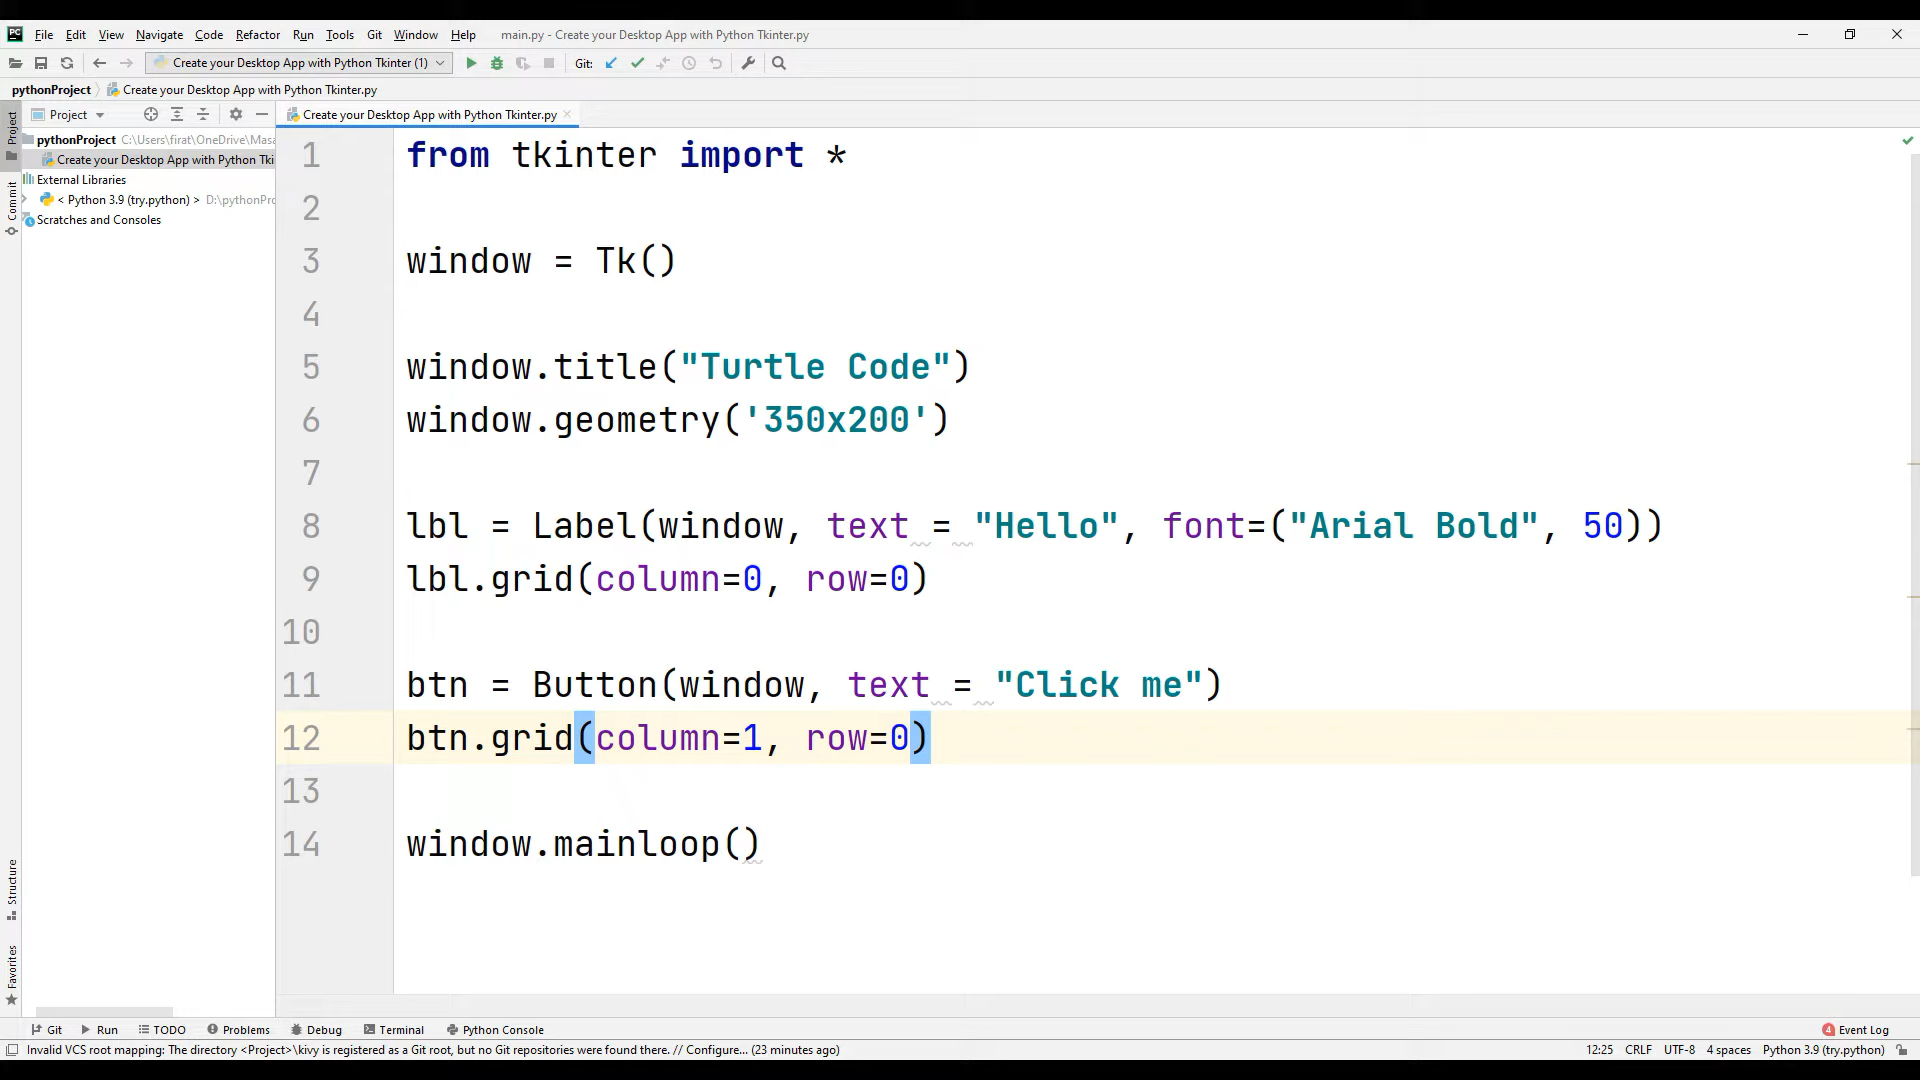 PC File Edit View Navigate Code Refactor Run Tools Git Window Help main.py - Create your Desktop App with Python Tkinter.py
Create your Desktop App with Python Tkinter (1) Git:
pythonProject Create your Desktop App with Python Tkinter.py
Project Create your Desktop App with Python Tkinter.py
pythonProject C:\Users\firat\OneDrive\Masa
Create your Desktop App with Python Tki
External Libraries
< Python 3.9 (try.python) > D:\pythonPro
Scratches and Consoles
Project
Commit
Structure
Favorites
1 from tkinter import *
2
3 window = Tk()
4
5 window.title("Turtle Code")
6 window.geometry('350x200')
7
8 lbl = Label(window, text = "Hello", font=("Arial Bold", 50))
9 lbl.grid(column=0, row=0)
10
11 btn = Button(window, text = "Click me")
12 btn.grid(column=1, row=0)
13
14 window.mainloop()
Git Run TODO Problems Debug Terminal Python Console 4 Event Log
Invalid VCS root mapping: The directory <Project>\kivy is registered as a Git root, but no Git repositories were found there. // Configure... (23 minutes ago) 12:25 CRLF UTF-8 4 spaces Python 3.9 (try.python)